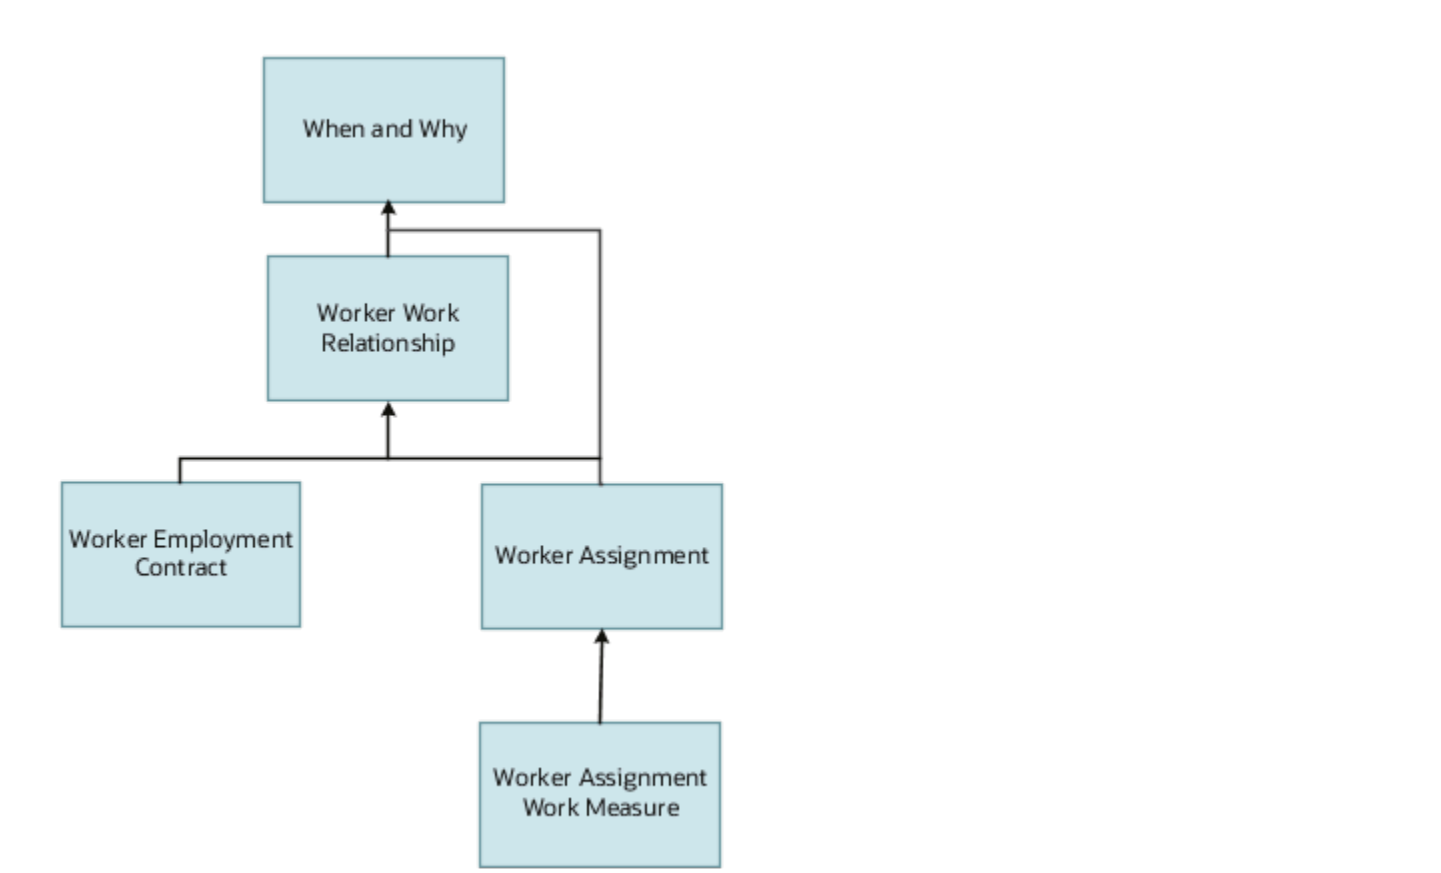 When and Why
Worker Work
Relationship
Worker Employment
Contract
Worker Assignment
Worker Assignment
Work Measure